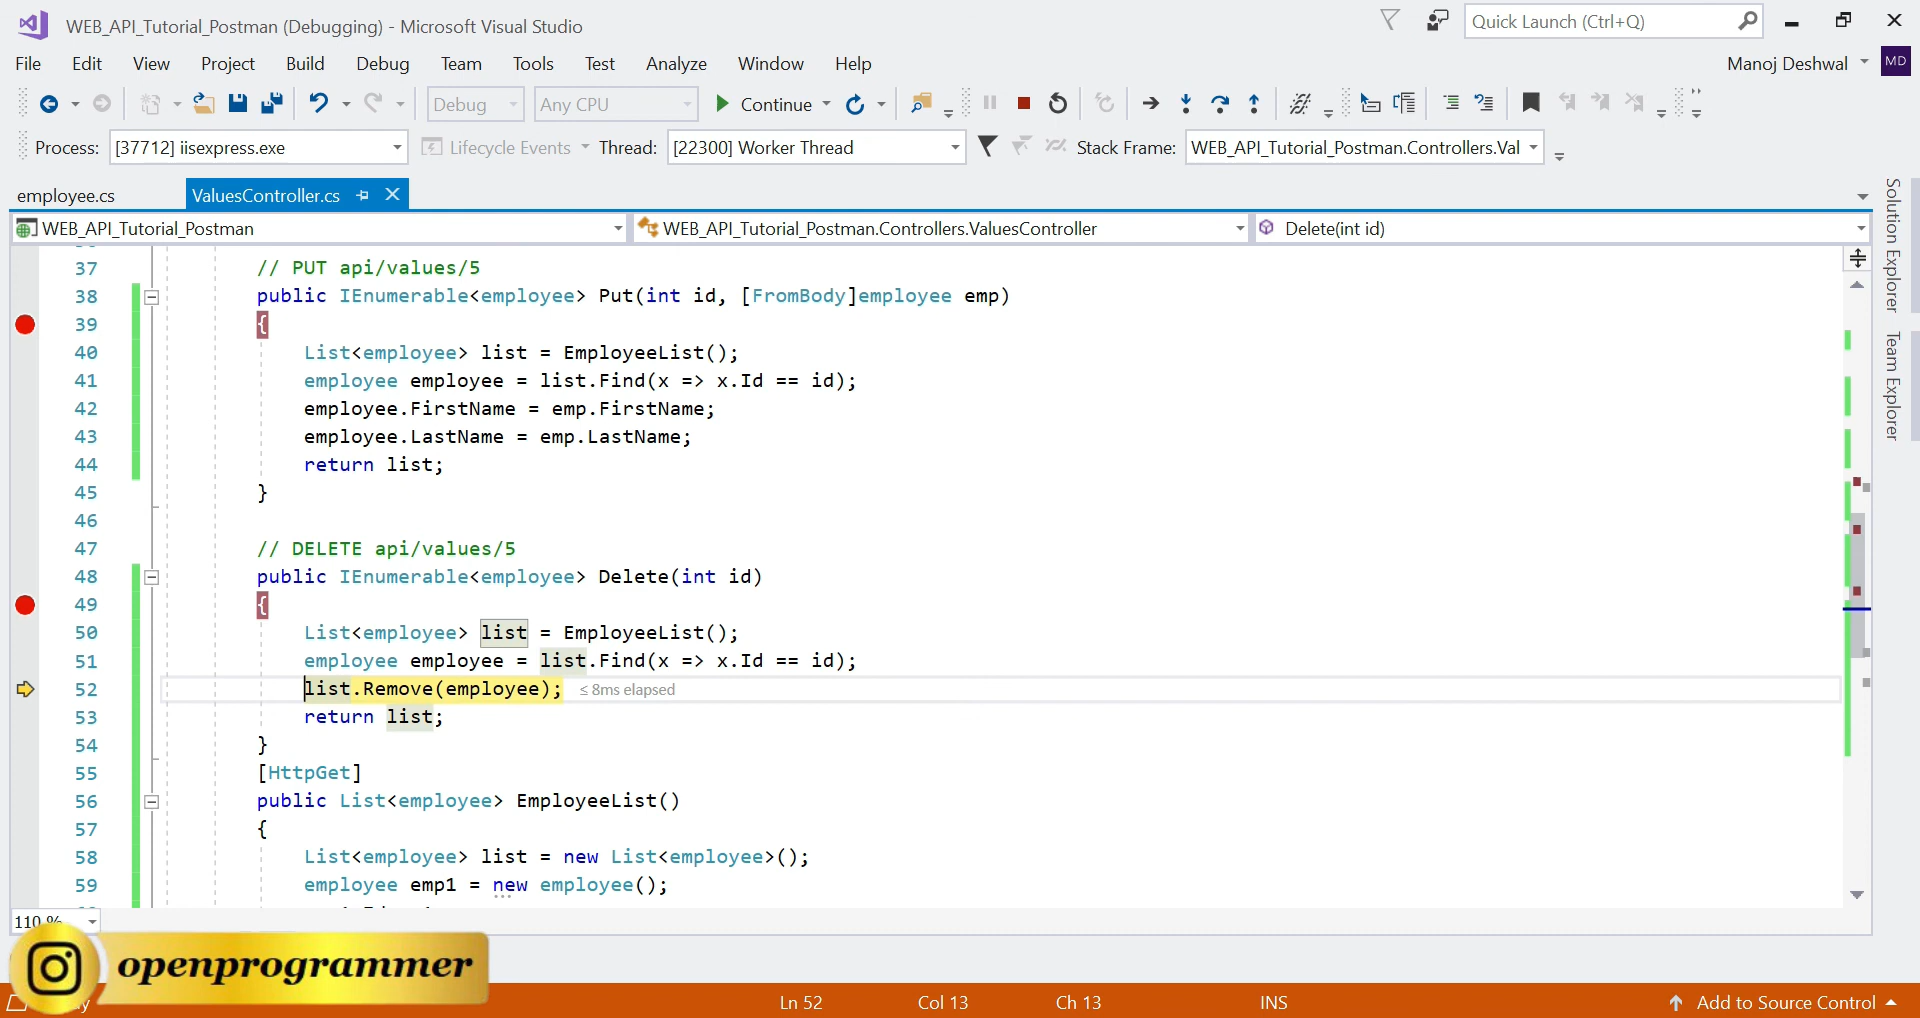 WEB_API_Tutorial_Postman (Debugging) - Microsoft Visual Studio
Quick Launch (Ctrl+Q)
File Edit View Project Build Debug Team Tools Test Analyze Window Help
Manoj Deshwal MD
Debug Any CPU Continue
Process: [37712] iisexpress.exe Lifecycle Events Thread: [22300] Worker Thread Stack Frame: WEB_API_Tutorial_Postman.Controllers.Val
employee.cs ValuesController.cs
WEB_API_Tutorial_Postman WEB_API_Tutorial_Postman.Controllers.ValuesController Delete(int id)
37 // PUT api/values/5
38 public IEnumerable<employee> Put(int id, [FromBody]employee emp)
39 {
40 List<employee> list = EmployeeList();
41 employee employee = list.Find(x => x.Id == id);
42 employee.FirstName = emp.FirstName;
43 employee.LastName = emp.LastName;
44 return list;
45 }
46
47 // DELETE api/values/5
48 public IEnumerable<employee> Delete(int id)
49 {
50 List<employee> list = EmployeeList();
51 employee employee = list.Find(x => x.Id == id);
52 list.Remove(employee); ≤ 8ms elapsed
53 return list;
54 }
55 [HttpGet]
56 public List<employee> EmployeeList()
57 {
58 List<employee> list = new List<employee>();
59 employee emp1 = new employee();
Solution Explorer
Team Explorer
110 %
openprogrammer
Ln 52 Col 13 Ch 13 INS Add to Source Control